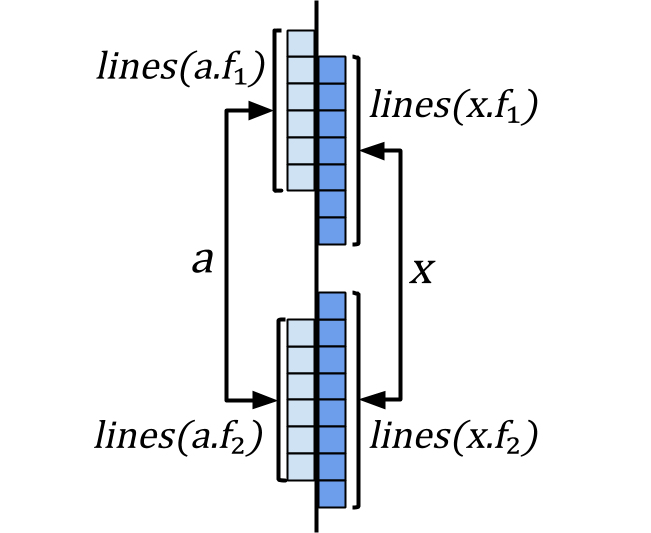 lines(a.f₁)
lines(x.f₁)
a
x
lines(a.f₂)
lines(x.f₂)